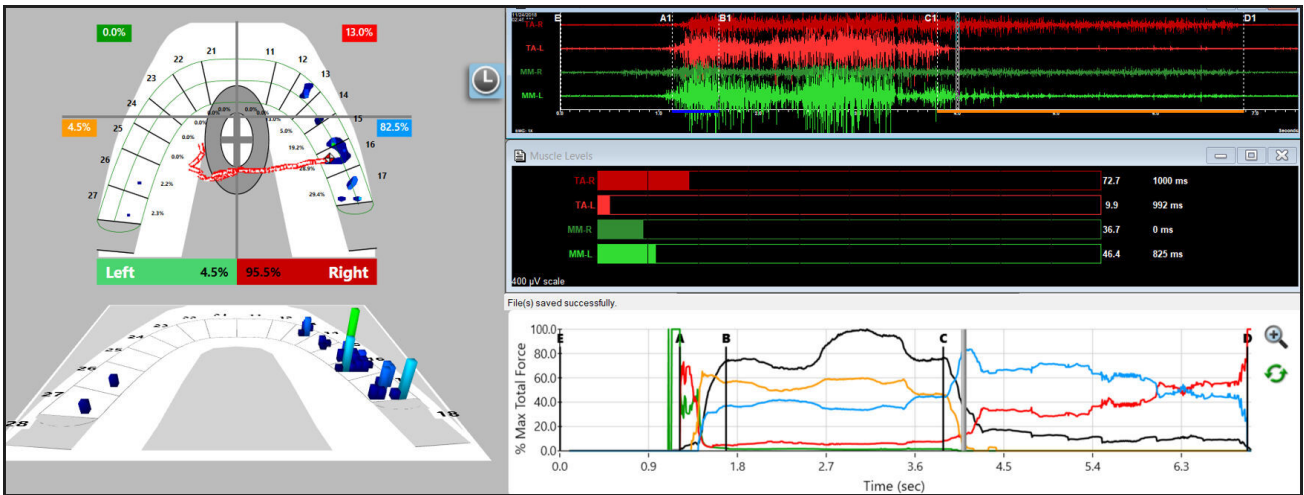 0.0%
13.0%
21
11
22
12
23
13
24
14
0.0%
0.0%
0.0%
4.5%
25
15
82.5%
0.0%
5.0%
26
0.0%
19.2%
16
27
2.2%
28.9%
17
2.3%
29.4%
Left 4.5% 95.5% Right
28
27
26
25
18
E A1 B1 C1 D1
TA-R
TA-L
MM-R
MM-L
Seconds
Muscle Levels
TA-R 72.7 1000 ms
TA-L 9.9 992 ms
MM-R 36.7 0 ms
MM-L 46.4 825 ms
400 µV scale
File(s) saved successfully.
% Max Total Force
100.0
80.0
60.0
40.0
20.0
0.0
E A B C D
0.0 0.9 1.8 2.7 3.6 4.5 5.4 6.3
Time (sec)